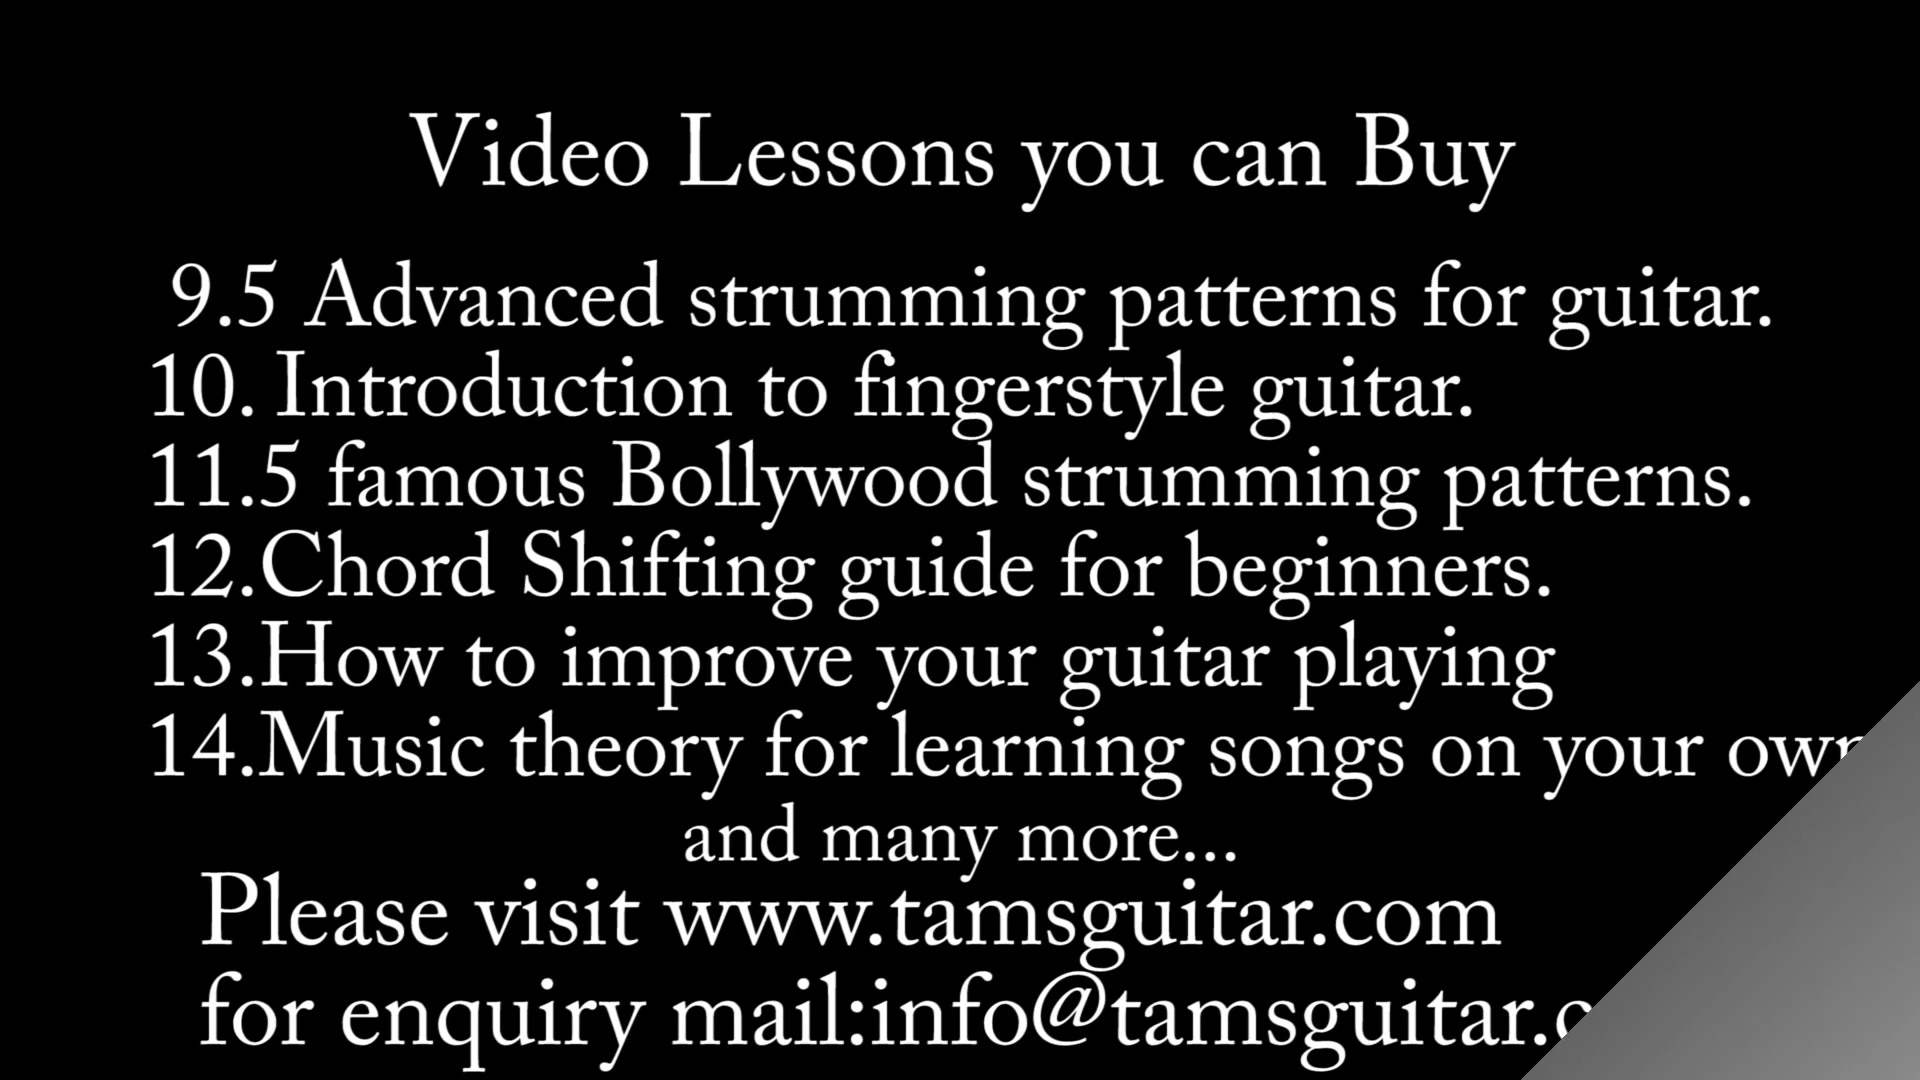 Video Lessons you can Buy
9.5 Advanced strumming patterns for guitar.
10. Introduction to fingerstyle guitar.
11.5 famous Bollywood strumming patterns.
12.Chord Shifting guide for beginners.
13.How to improve your guitar playing
14.Music theory for learning songs on your own
and many more...
Please visit www.tamsguitar.com
for enquiry mail:info@tamsguitar.c